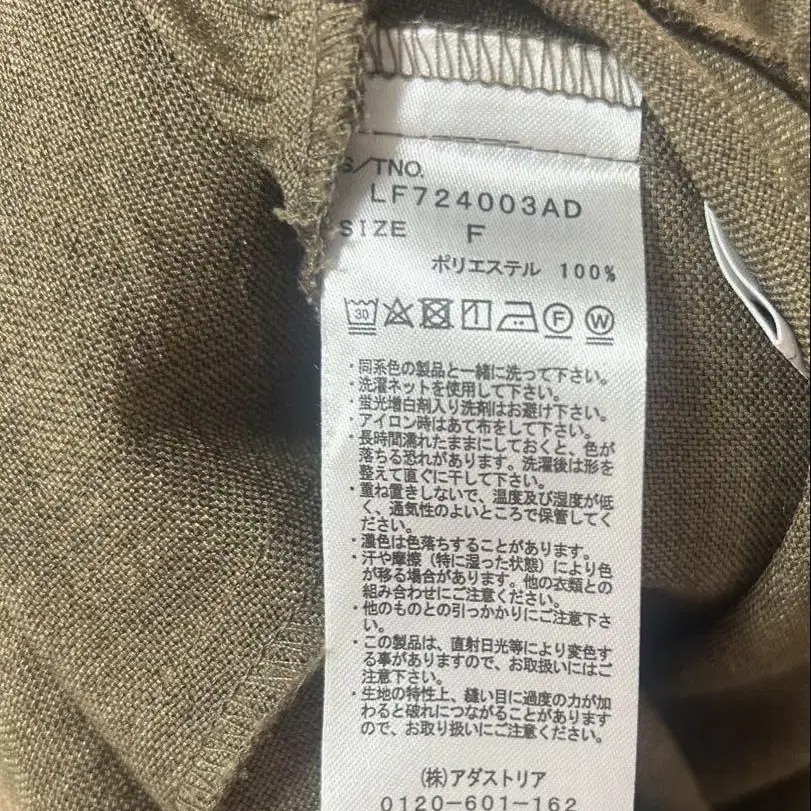 S/TNO.
LF724003AD
SIZE F
ポリエステル 100%
30 F W
・同系色の製品と一緒に洗って下さい。
・洗濯ネットを使用して下さい。
・蛍光増白剤入り洗剤はお避け下さい。
・アイロン時はあて布をして下さい。
・長時間濡れたままにしておくと、色が
落ちる恐れがあります。洗濯後は形を
整えて直ぐに干して下さい。
・重ね置きしないで、温度及び湿度が低
く、通気性のよいところで保管してく
ださい。
・濃色は色落ちすることがあります。
・汗や摩擦（特に湿った状態）により色
が移る場合があります。他の衣類との
組み合わせにご注意ください。
・他のものとの引っかかりにご注意下さ
い。
・この製品は、直射日光等により変色す
る事がありますので、お取扱いにはご
注意下さい。
・生地の特性上、縫い目に過度の力が加
わると破れにつながることがあります
ので、お取り扱いにご注意ください。
(株)アダストリア
0120-601-162